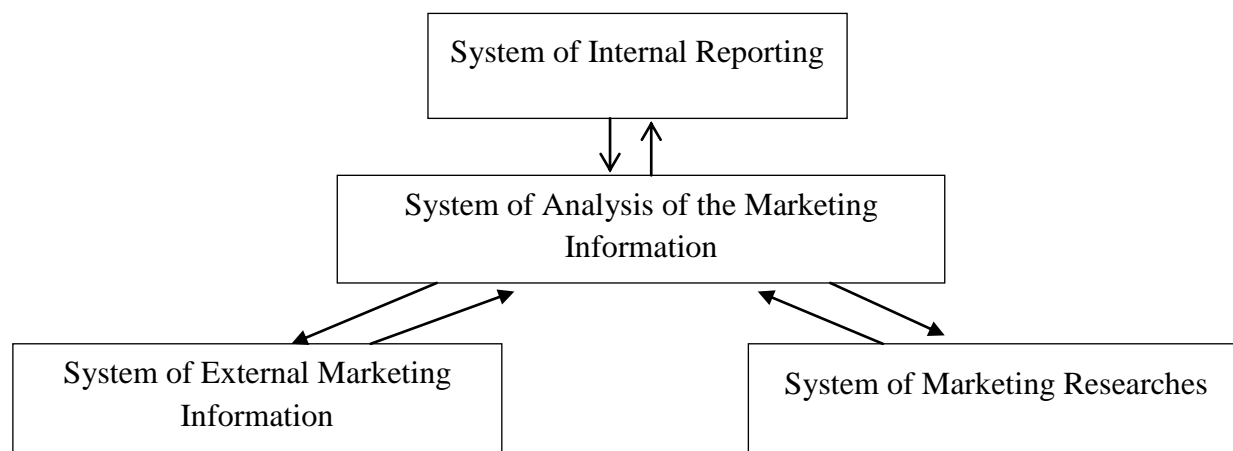 System of Internal Reporting
System of Analysis of the Marketing
Information
System of External Marketing
Information
System of Marketing Researches